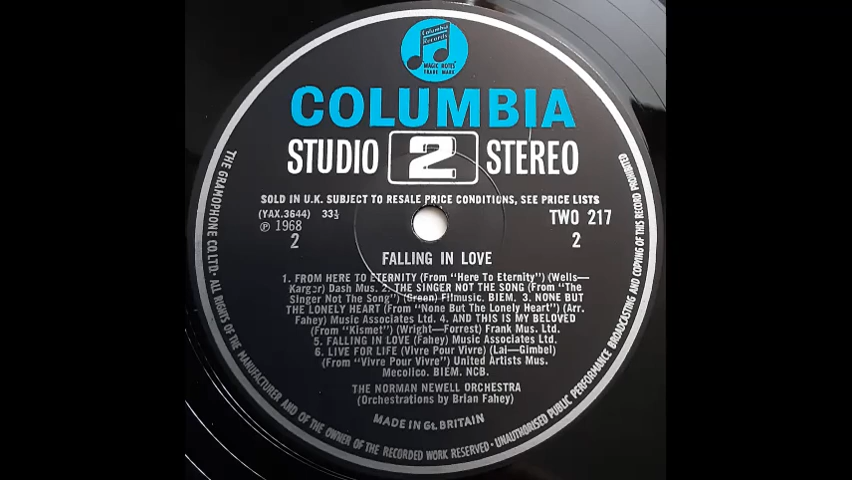 Columbia
Records
MAGIC NOTES
TRADE MARK
COLUMBIA
STUDIO 2 STEREO
SOLD IN U.K. SUBJECT TO RESALE PRICE CONDITIONS, SEE PRICE LISTS
(YAX.3644) 33⅓ TWO 217
℗ 1968
2 2
FALLING IN LOVE
1. FROM HERE TO ETERNITY (From "Here To Eternity") (Wells—
Karger) Dash Mus. 2. THE SINGER NOT THE SONG (From "The
Singer Not The Song") (Green) Filmusic. BIEM. 3. NONE BUT
THE LONELY HEART (From "None But The Lonely Heart") (Arr.
Fahey) Music Associates Ltd. 4. AND THIS IS MY BELOVED
(From "Kismet") (Wright—Forrest) Frank Mus. Ltd.
5. FALLING IN LOVE (Fahey) Music Associates Ltd.
6. LIVE FOR LIFE (Vivre Pour Vivre) (Lai—Gimbel)
(From "Vivre Pour Vivre") United Artists Mus.
Mecolico. BIEM. NCB.
THE NORMAN NEWELL ORCHESTRA
(Orchestrations by Brian Fahey)
MADE IN Gt. BRITAIN
THE GRAMOPHONE CO. LTD. · ALL RIGHTS OF THE MANUFACTURER AND OF THE OWNER OF THE RECORDED WORK RESERVED · UNAUTHORISED PUBLIC PERFORMANCE BROADCASTING AND COPYING OF THIS RECORD PROHIBITED